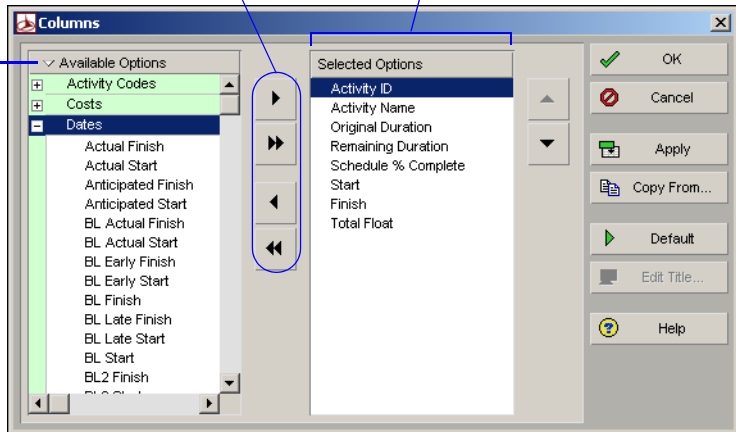 Columns
Available Options
Activity Codes
Costs
Dates
Actual Finish
Actual Start
Anticipated Finish
Anticipated Start
BL Actual Finish
BL Actual Start
BL Early Finish
BL Early Start
BL Finish
BL Late Finish
BL Late Start
BL Start
BL2 Finish
Selected Options
Activity ID
Activity Name
Original Duration
Remaining Duration
Schedule % Complete
Start
Finish
Total Float
OK
Cancel
Apply
Copy From...
Default
Edit Title...
Help